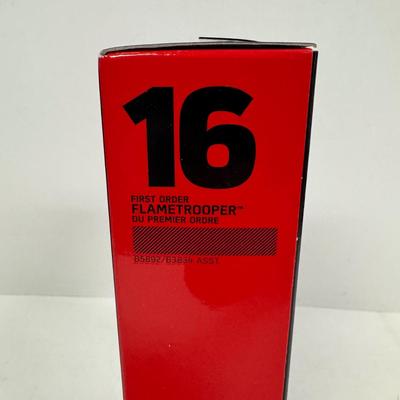 16
FIRST ORDER
FLAMETROOPER™
DU PREMIER ORDRE
B5892/B3834 ASST.